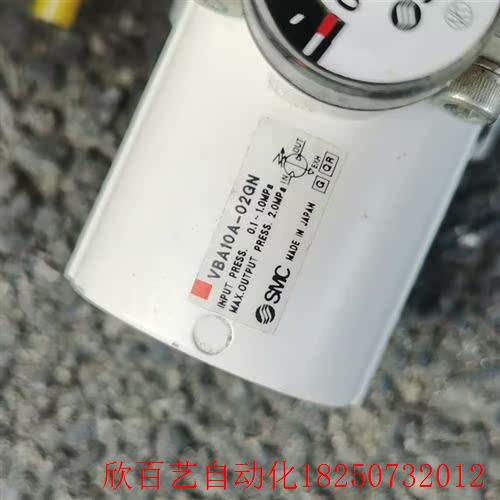 VBA10A-02GN
INPUT PRESS. 0.1~1.0MPa
MAX.OUTPUT PRESS. 2.0MPa
SMC MADE IN JAPAN
IN
OUT
EXH
G
QR
欣百艺自动化18250732012